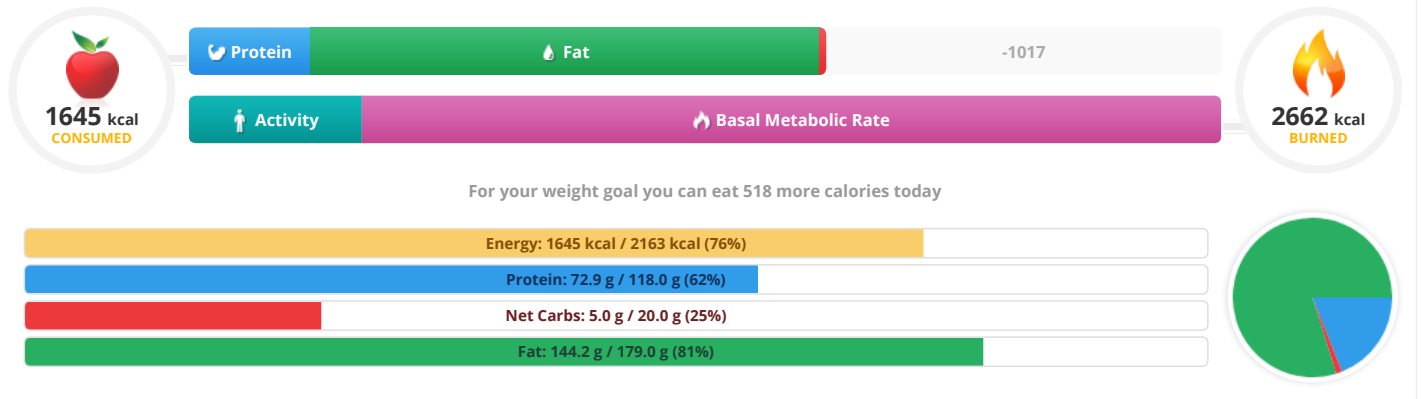 1645 kcal
CONSUMED
Protein
Fat
-1017
Activity
Basal Metabolic Rate
2662 kcal
BURNED
For your weight goal you can eat 518 more calories today
Energy: 1645 kcal / 2163 kcal (76%)
Protein: 72.9 g / 118.0 g (62%)
Net Carbs: 5.0 g / 20.0 g (25%)
Fat: 144.2 g / 179.0 g (81%)